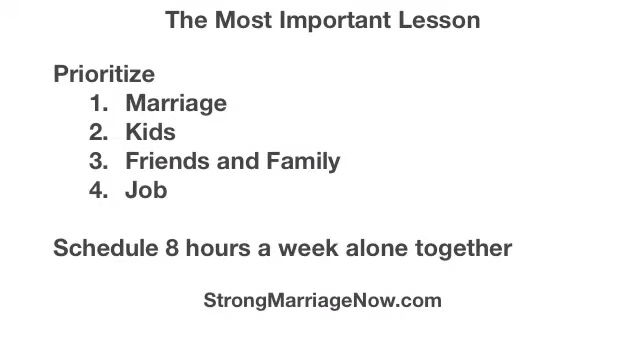 The Most Important Lesson
Prioritize
1. Marriage
2. Kids
3. Friends and Family
4. Job
Schedule 8 hours a week alone together
StrongMarriageNow.com